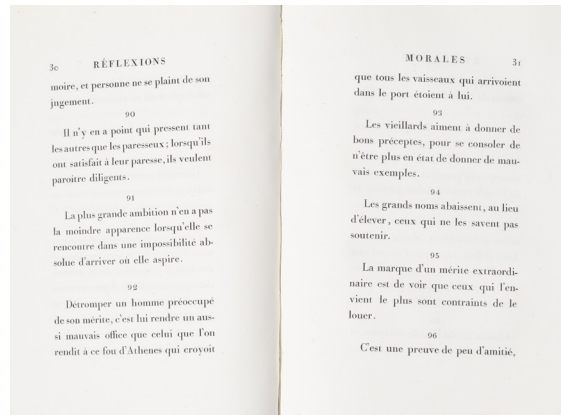 30 RÉFLEXIONS
moire, et personne ne se plaint de son
jugement.
90
Il n'y en a point qui pressent tant
les autres que les paresseux ; lorsqu'ils
ont satisfait à leur paresse, ils veulent
paroître diligents.
91
La plus grande ambition n'en a pas
la moindre apparence lorsqu'elle se
rencontre dans une impossibilité ab-
solue d'arriver où elle aspire.
92
Détromper un homme préoccupé
de son mérite, c'est lui rendre un aus-
si mauvais office que celui que l'on
rendit à ce fou d'Athenes qui croyoit
MORALES 31
que tous les vaisseaux qui arrivoient
dans le port étoient à lui.
93
Les vieillards aiment à donner de
bons préceptes, pour se consoler de
n'être plus en état de donner de mau-
vais exemples.
94
Les grands noms abaissent, au lieu
d'élever, ceux qui ne les savent pas
soutenir.
95
La marque d'un mérite extraordi-
naire est de voir que ceux qui l'en-
vient le plus sont contraints de le
louer.
96
C'est une preuve de peu d'amitié,